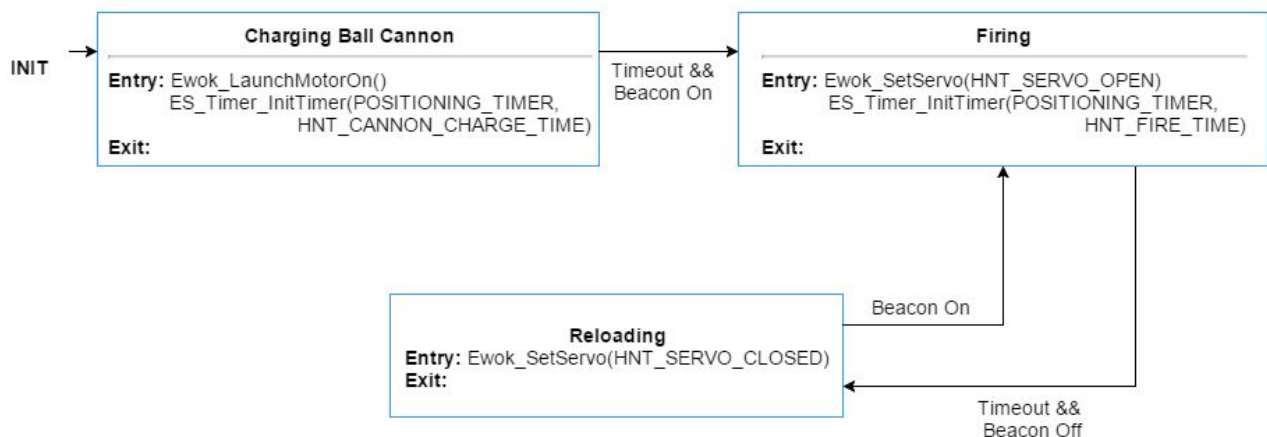 INIT
Charging Ball Cannon
Entry: Ewok_LaunchMotorOn()
ES_Timer_InitTimer(POSITIONING_TIMER,
HNT_CANNON_CHARGE_TIME)
Exit:
Timeout &&
Beacon On
Firing
Entry: Ewok_SetServo(HNT_SERVO_OPEN)
ES_Timer_InitTimer(POSITIONING_TIMER,
HNT_FIRE_TIME)
Exit:
Beacon On
Reloading
Entry: Ewok_SetServo(HNT_SERVO_CLOSED)
Exit:
Timeout &&
Beacon Off